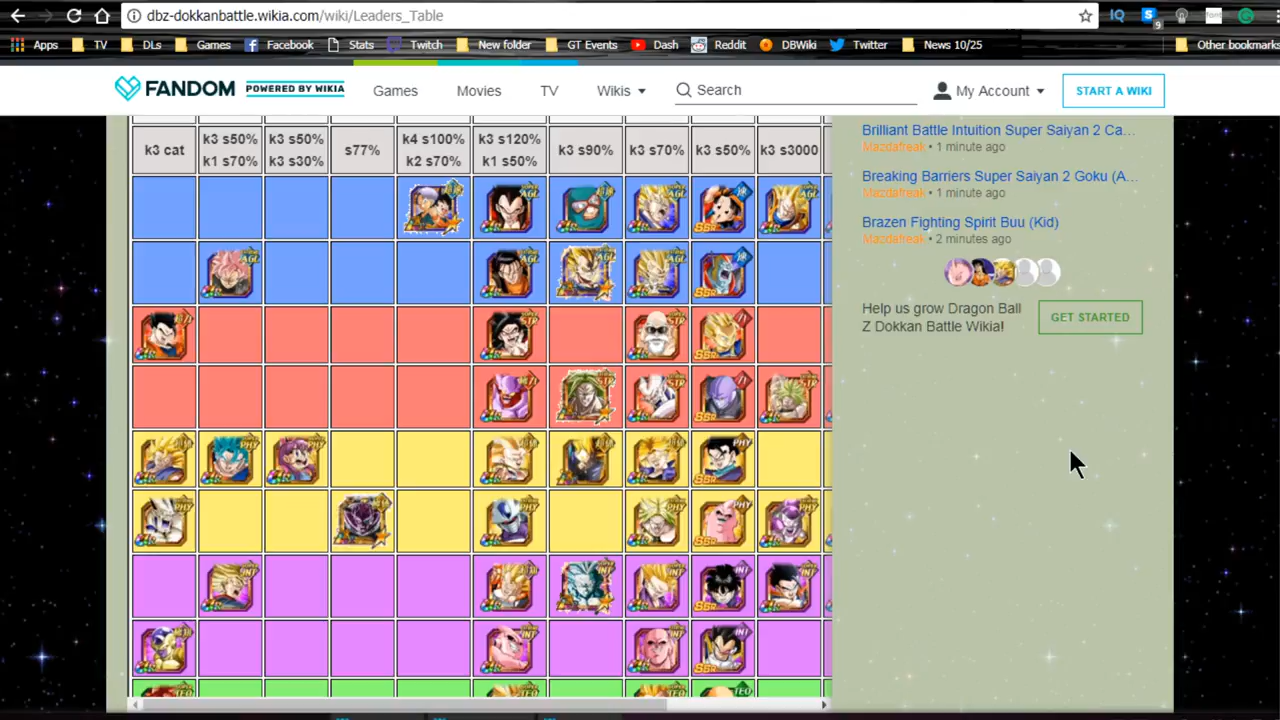 dbz-dokkanbattle.wikia.com/wiki/Leaders_Table
IQ
9
Apps TV DLs Games Facebook Stats Twitch New folder GT Events Dash Reddit DBWiki Twitter News 10/25 Other bookmarks
FANDOM POWERED BY WIKIA Games Movies TV Wikis Search My Account START A WIKI
k3 cat
k3 s50%
k1 s70%
k3 s50%
k3 s30%
s77%
k4 s100%
k2 s70%
k3 s120%
k1 s50%
k3 s90%
k3 s70%
k3 s50%
k3 s3000
Brilliant Battle Intuition Super Saiyan 2 Ca...
Mazdafreak • 1 minute ago
Breaking Barriers Super Saiyan 2 Goku (A...
Mazdafreak • 1 minute ago
Brazen Fighting Spirit Buu (Kid)
Mazdafreak • 2 minutes ago
Help us grow Dragon Ball
Z Dokkan Battle Wikia!
GET STARTED